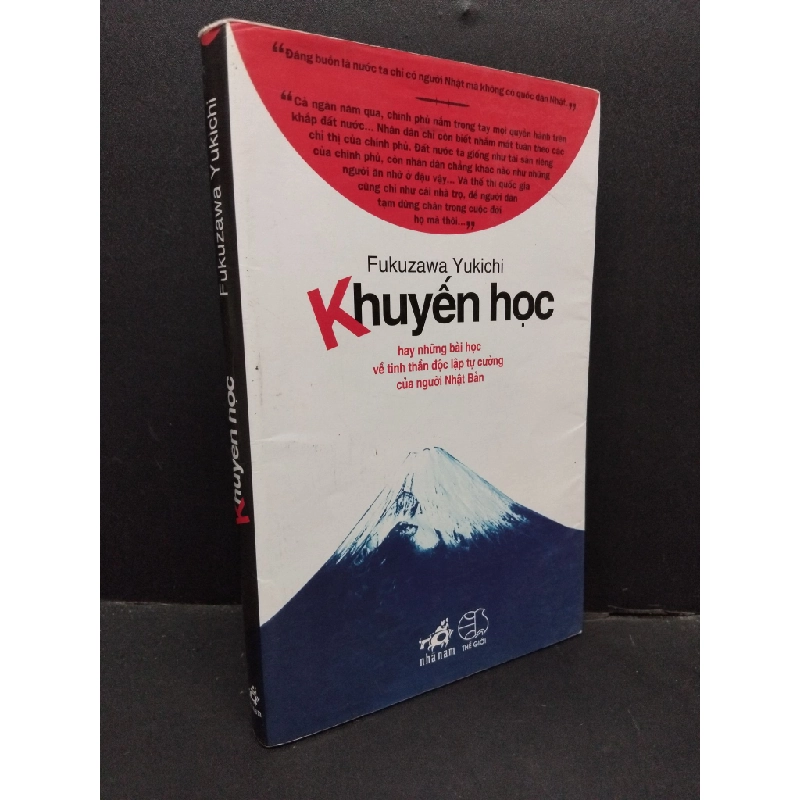 “Đáng buồn là nước ta chỉ có người Nhật mà không có quốc dân Nhật...”
“Cả ngàn năm qua, chính phủ nắm trong tay mọi quyền hành trên
khắp đất nước... Nhân dân chỉ còn biết nhắm mắt tuân theo các
chỉ thị của chính phủ. Đất nước ta giống như tài sản riêng
của chính phủ, còn nhân dân chẳng khác nào như những
người ăn nhờ ở đậu vậy... Và thế thì quốc gia
cũng chỉ như cái nhà trọ, để người dân
tạm dừng chân trong cuộc đời
họ mà thôi...”
Fukuzawa Yukichi
Khuyến học
hay những bài học
về tinh thần độc lập tự cường
của người Nhật Bản
nhã nam
THẾ GIỚI
Fukuzawa Yukichi
Khuyến học